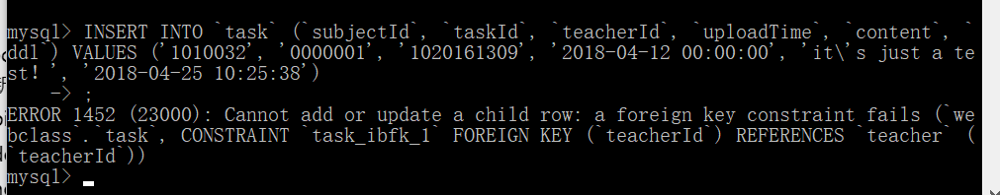 mysql> INSERT INTO `task` (`subjectId`, `taskId`, `teacherId`, `uploadTime`, `content`, `
ddl`) VALUES ('1010032', '0000001', '1020161309', '2018-04-12 00:00:00', 'it\'s just a te
st! ', '2018-04-25 10:25:38')
    -> ;
ERROR 1452 (23000): Cannot add or update a child row: a foreign key constraint fails (`we
bclass`.`task`, CONSTRAINT `task_ibfk_1` FOREIGN KEY (`teacherId`) REFERENCES `teacher` (
`teacherId`))
mysql>